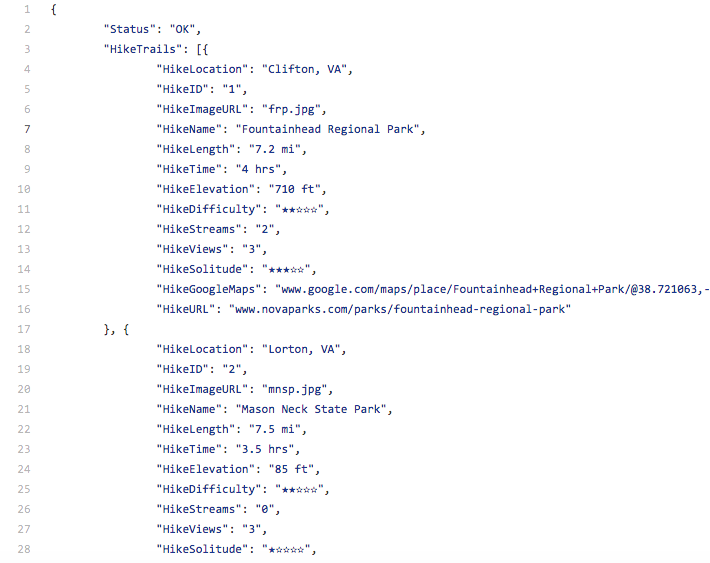 1 {
2 "Status": "OK",
3 "HikeTrails": [{
4 "HikeLocation": "Clifton, VA",
5 "HikeID": "1",
6 "HikeImageURL": "frp.jpg",
7 "HikeName": "Fountainhead Regional Park",
8 "HikeLength": "7.2 mi",
9 "HikeTime": "4 hrs",
10 "HikeElevation": "710 ft",
11 "HikeDifficulty": "★★☆☆☆",
12 "HikeStreams": "2",
13 "HikeViews": "3",
14 "HikeSolitude": "★★★☆☆",
15 "HikeGoogleMaps": "www.google.com/maps/place/Fountainhead+Regional+Park/@38.721063,-
16 "HikeURL": "www.novaparks.com/parks/fountainhead-regional-park"
17 }, {
18 "HikeLocation": "Lorton, VA",
19 "HikeID": "2",
20 "HikeImageURL": "mnsp.jpg",
21 "HikeName": "Mason Neck State Park",
22 "HikeLength": "7.5 mi",
23 "HikeTime": "3.5 hrs",
24 "HikeElevation": "85 ft",
25 "HikeDifficulty": "★★☆☆☆",
26 "HikeStreams": "0",
27 "HikeViews": "3",
28 "HikeSolitude": "★☆☆☆☆",